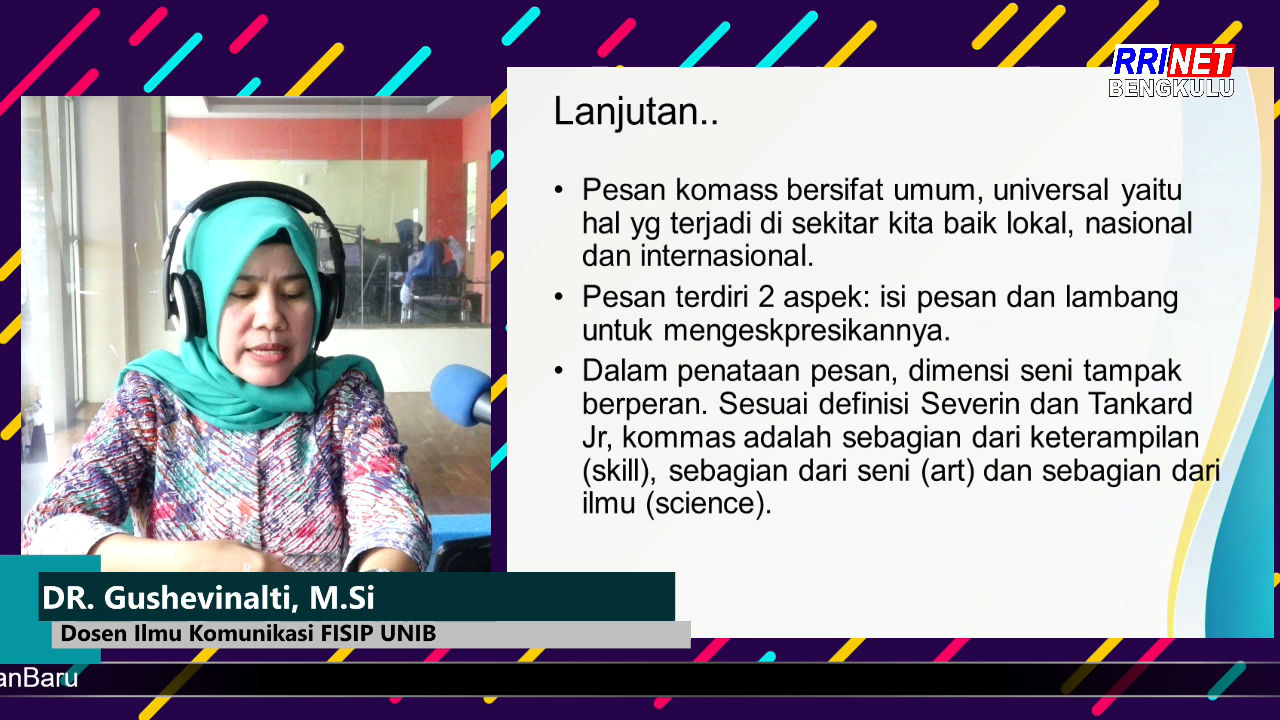 RRINET
BENGKULU
Lanjutan..
• Pesan komass bersifat umum, universal yaitu
hal yg terjadi di sekitar kita baik lokal, nasional
dan internasional.
• Pesan terdiri 2 aspek: isi pesan dan lambang
untuk mengeskpresikannya.
• Dalam penataan pesan, dimensi seni tampak
berperan. Sesuai definisi Severin dan Tankard
Jr, kommas adalah sebagian dari keterampilan
(skill), sebagian dari seni (art) dan sebagian dari
ilmu (science).
DR. Gushevinalti, M.Si
Dosen Ilmu Komunikasi FISIP UNIB
anBaru